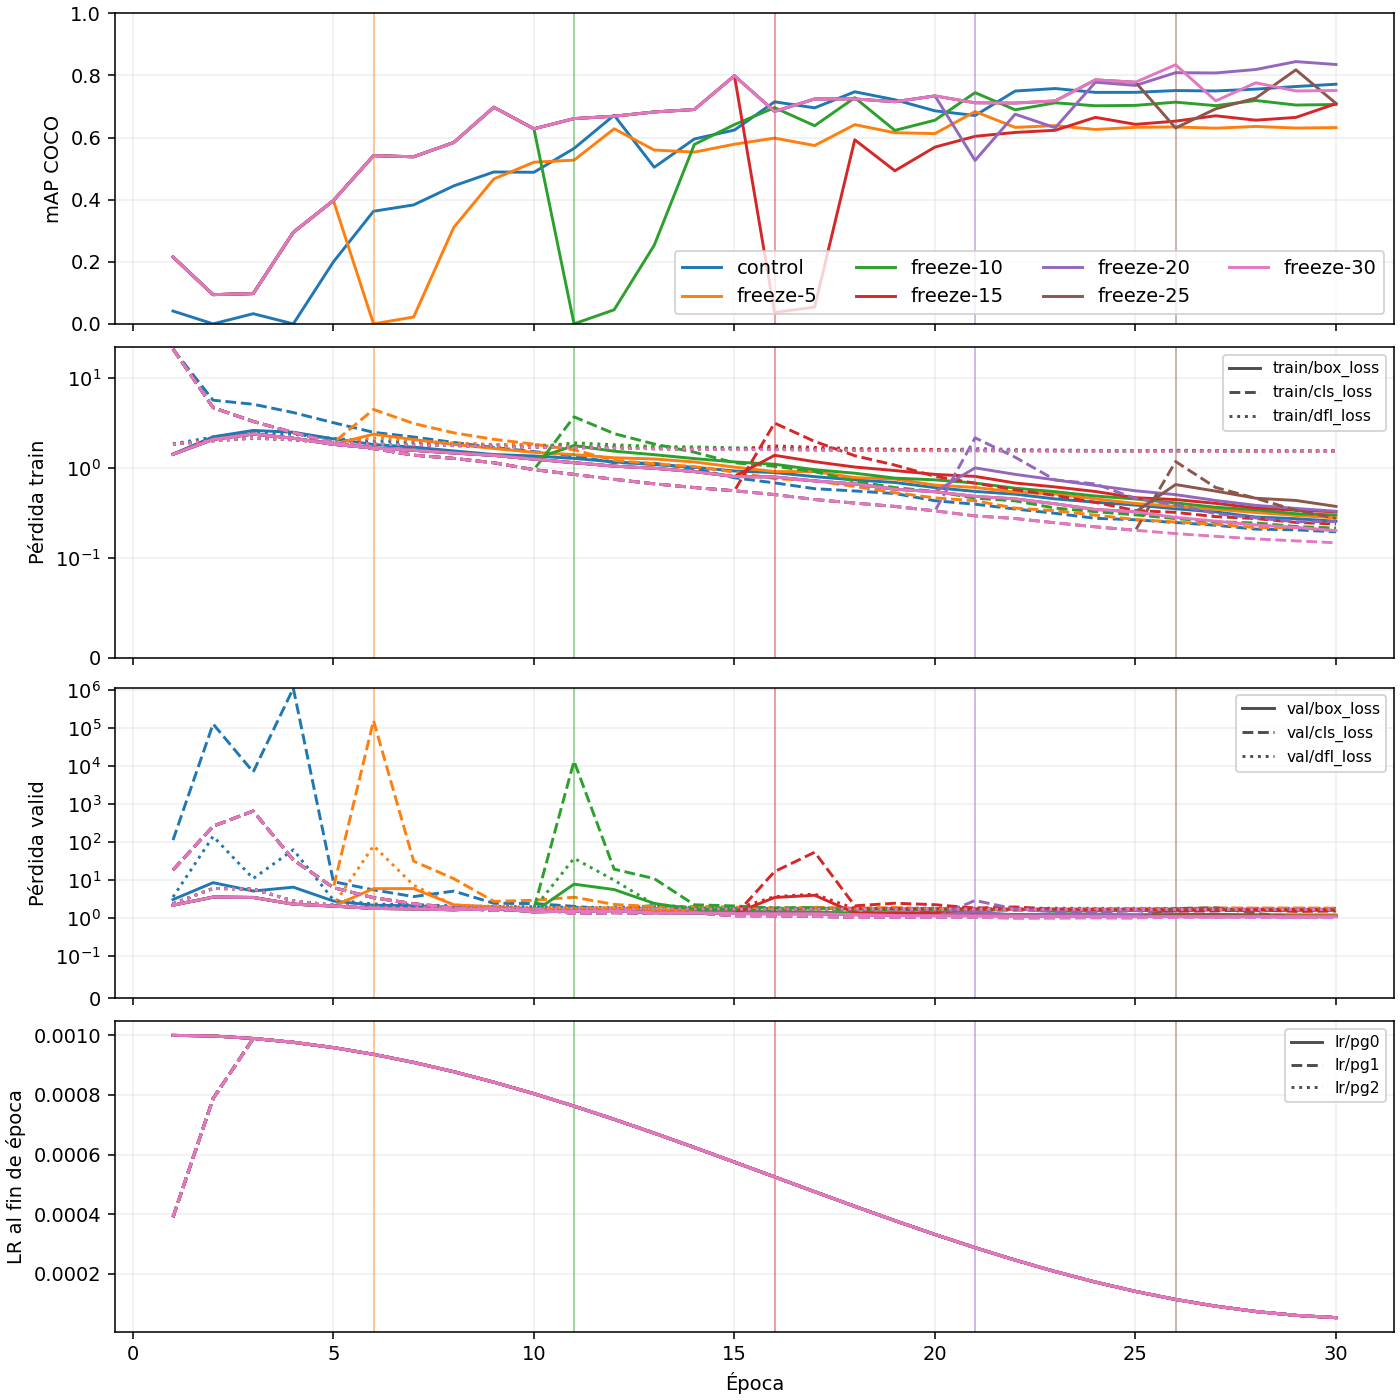 1.0
0.8
0.6
0.4
0.2
0.0
mAP COCO
control
freeze-5
freeze-10
freeze-15
freeze-20
freeze-25
freeze-30
10¹
10⁰
10⁻¹
0
Pérdida train
train/box_loss
train/cls_loss
train/dfl_loss
10⁶
10⁵
10⁴
10³
10²
10¹
10⁰
10⁻¹
0
Pérdida valid
val/box_loss
val/cls_loss
val/dfl_loss
0.0010
0.0008
0.0006
0.0004
0.0002
LR al fin de época
lr/pg0
lr/pg1
lr/pg2
0 5 10 15 20 25 30
Época